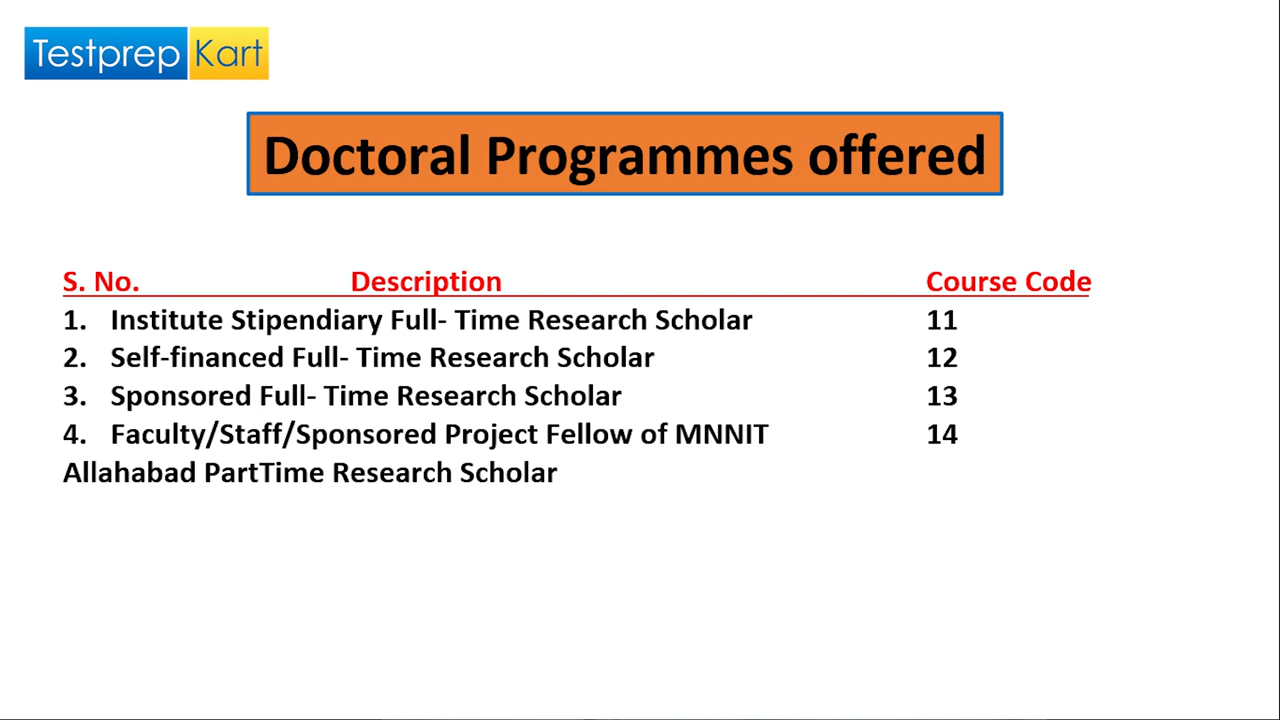 Testprep Kart
Doctoral Programmes offered
S. No. Description Course Code
1. Institute Stipendiary Full- Time Research Scholar 11
2. Self-financed Full- Time Research Scholar 12
3. Sponsored Full- Time Research Scholar 13
4. Faculty/Staff/Sponsored Project Fellow of MNNIT 14
Allahabad PartTime Research Scholar